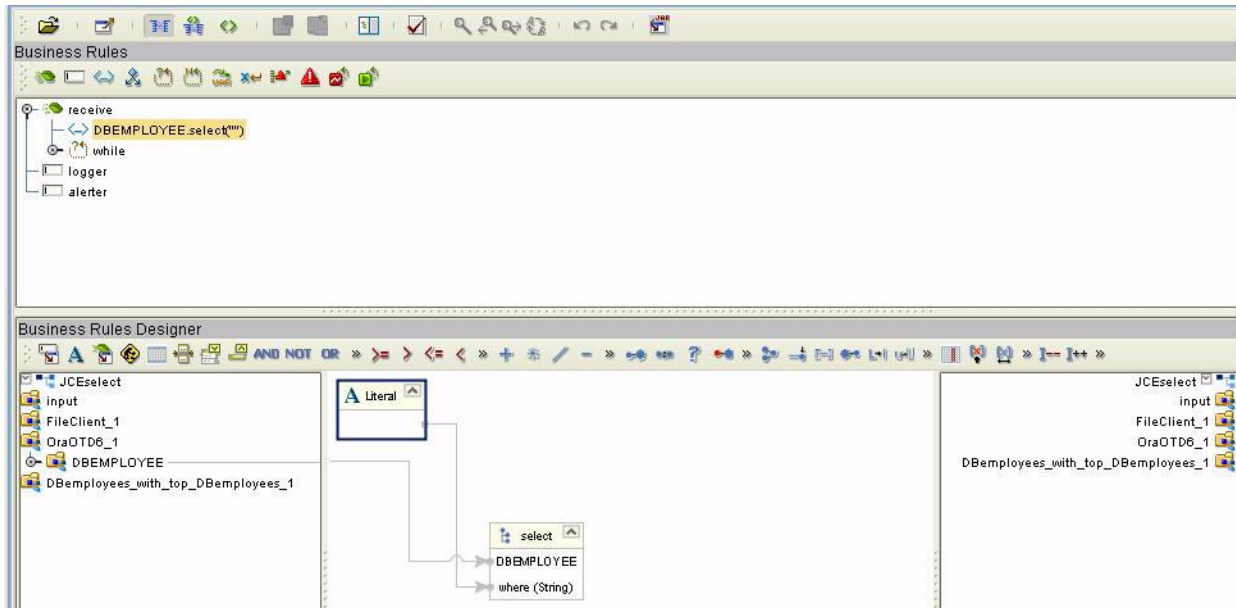 JAR
Business Rules
receive
DBEMPLOYEE.select("")
while
logger
alerter
Business Rules Designer
A AND NOT OR » >= > <= < » + / - » ? » » » I-- I++ »
JCEselect
input
FileClient_1
OraOTD6_1
DBEMPLOYEE
DBemployees_with_top_DBemployees_1
A Literal
select
DBEMPLOYEE
where (String)
JCEselect
input
FileClient_1
OraOTD6_1
DBemployees_with_top_DBemployees_1